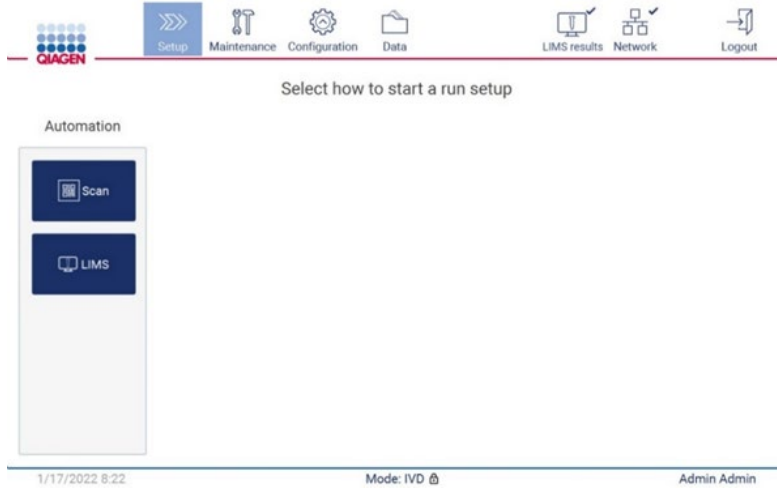 QIAGEN
Setup
Maintenance
Configuration
Data
LIMS results
Network
Logout
Select how to start a run setup
Automation
Scan
LIMS
1/17/2022 8:22
Mode: IVD
Admin Admin